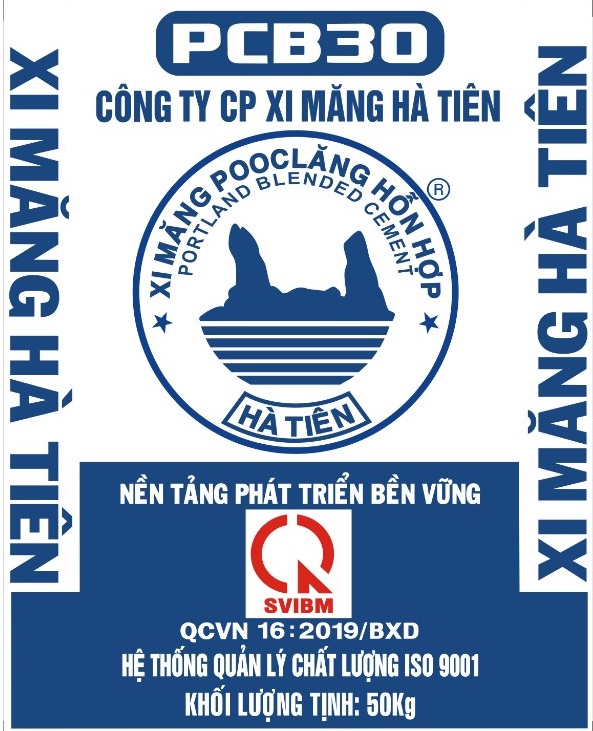 PCB30
CÔNG TY CP XI MĂNG HÀ TIÊN
XI MĂNG HÀ TIÊN
XI MĂNG POOCLĂNG HỖN HỢP
®
PORTLAND BLENDED CEMENT
HÀ TIÊN
XI MĂNG HÀ TIÊN
NỀN TẢNG PHÁT TRIỂN BỀN VỮNG
SVIBM
QCVN 16:2019/BXD
HỆ THỐNG QUẢN LÝ CHẤT LƯỢNG ISO 9001
KHỐI LƯỢNG TỊNH: 50Kg